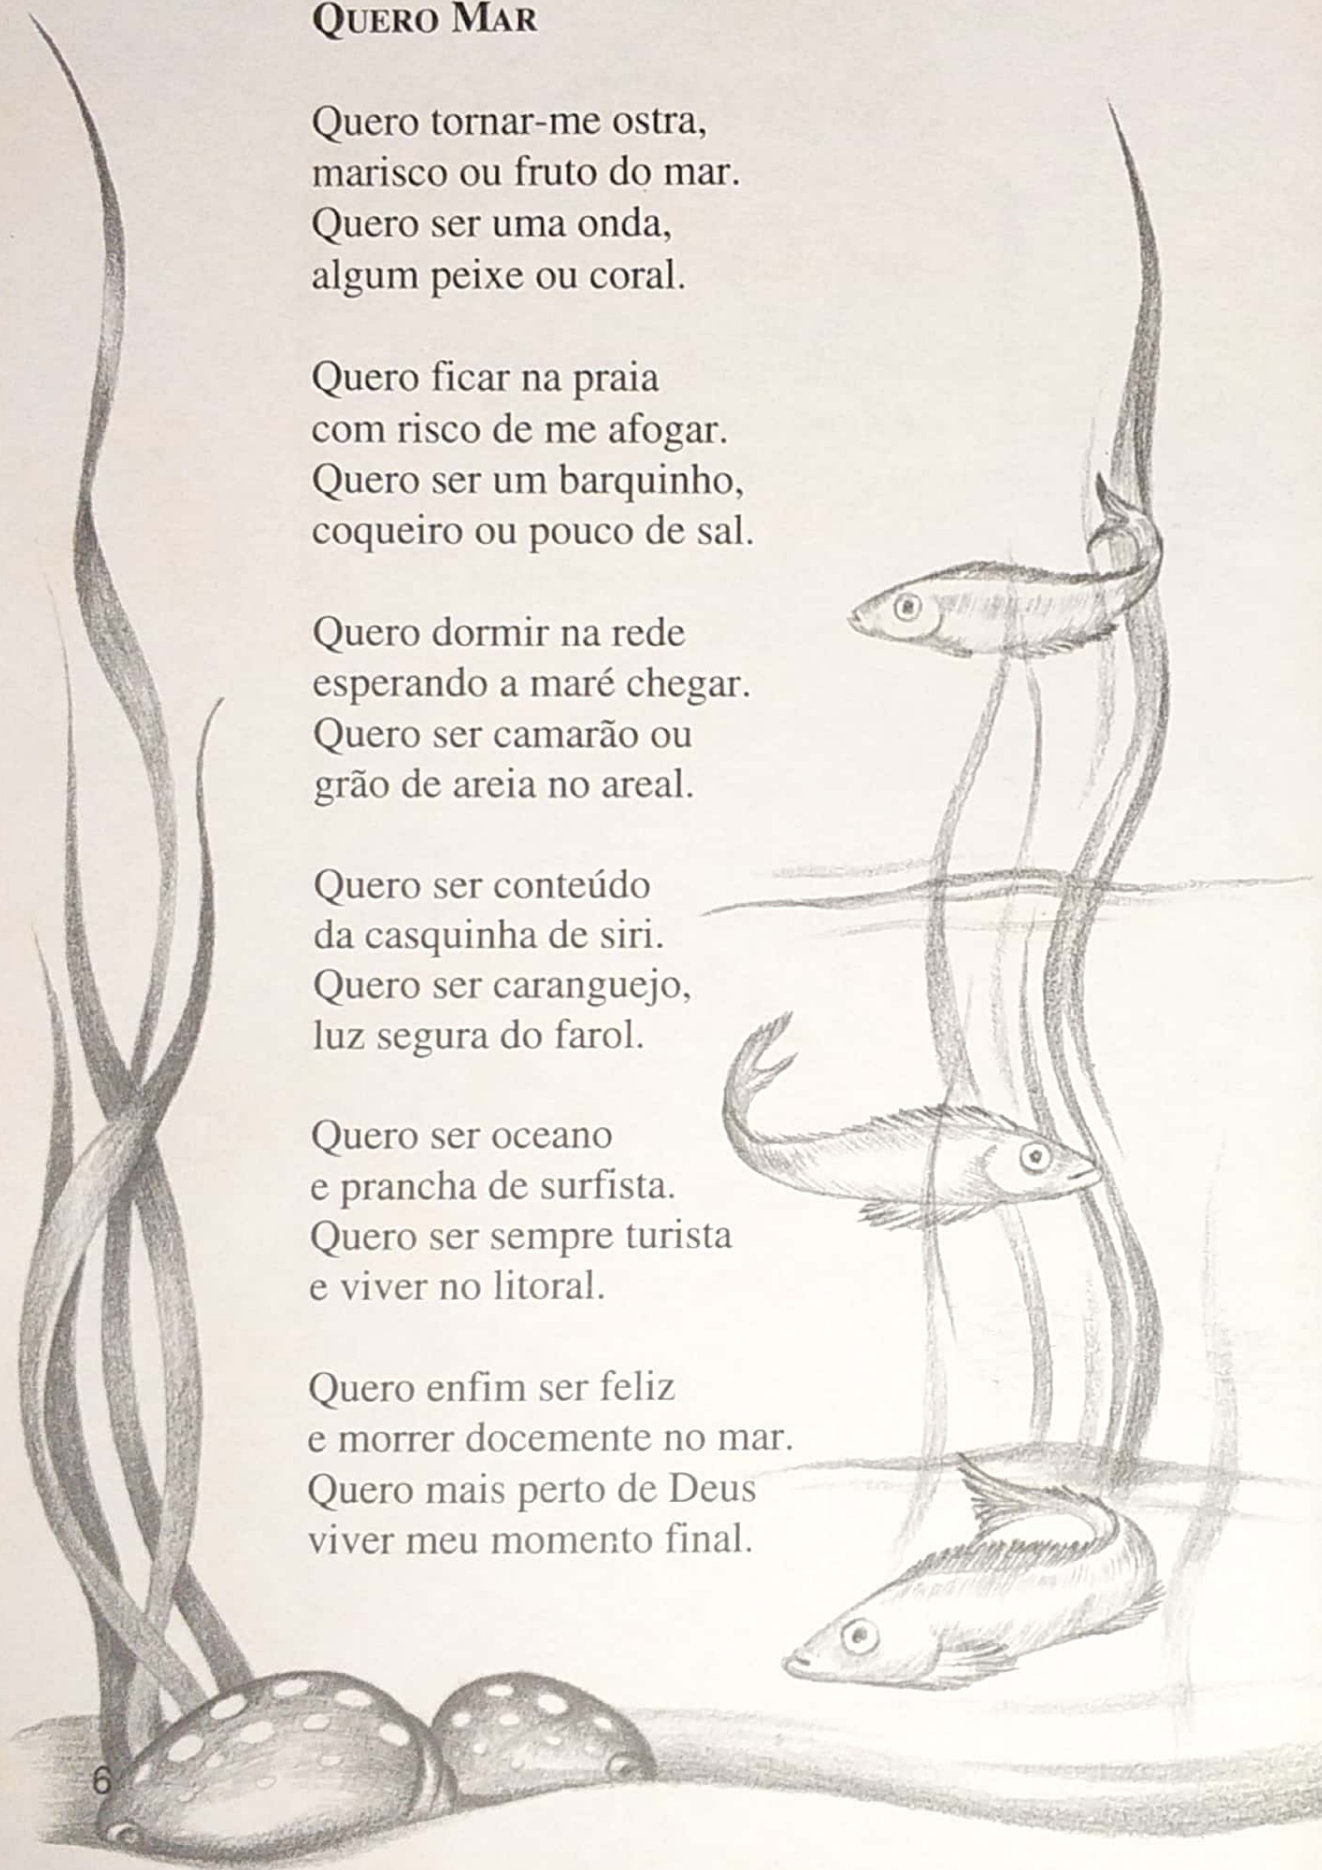 QUERO MAR
Quero tornar-me ostra,
marisco ou fruto do mar.
Quero ser uma onda,
algum peixe ou coral.
Quero ficar na praia
com risco de me afogar.
Quero ser um barquinho,
coqueiro ou pouco de sal.
Quero dormir na rede
esperando a maré chegar.
Quero ser camarão ou
grão de areia no areal.
Quero ser conteúdo
da casquinha de siri.
Quero ser caranguejo,
luz segura do farol.
Quero ser oceano
e prancha de surfista.
Quero ser sempre turista
e viver no litoral.
Quero enfim ser feliz
e morrer docemente no mar.
Quero mais perto de Deus
viver meu momento final.
6